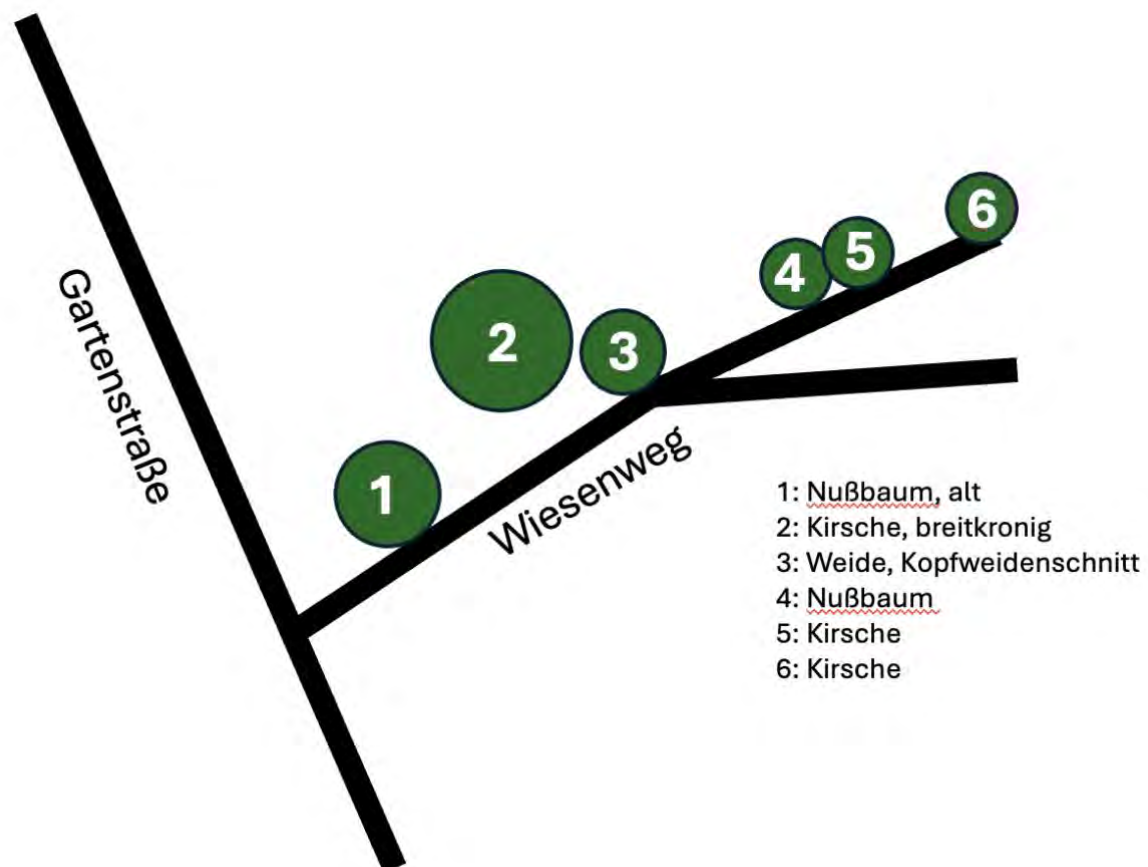 Gartenstraße
Wiesenweg
1
2
3
4
5
6
1: Nußbaum, alt
2: Kirsche, breitkronig
3: Weide, Kopfweidenschnitt
4: Nußbaum
5: Kirsche
6: Kirsche